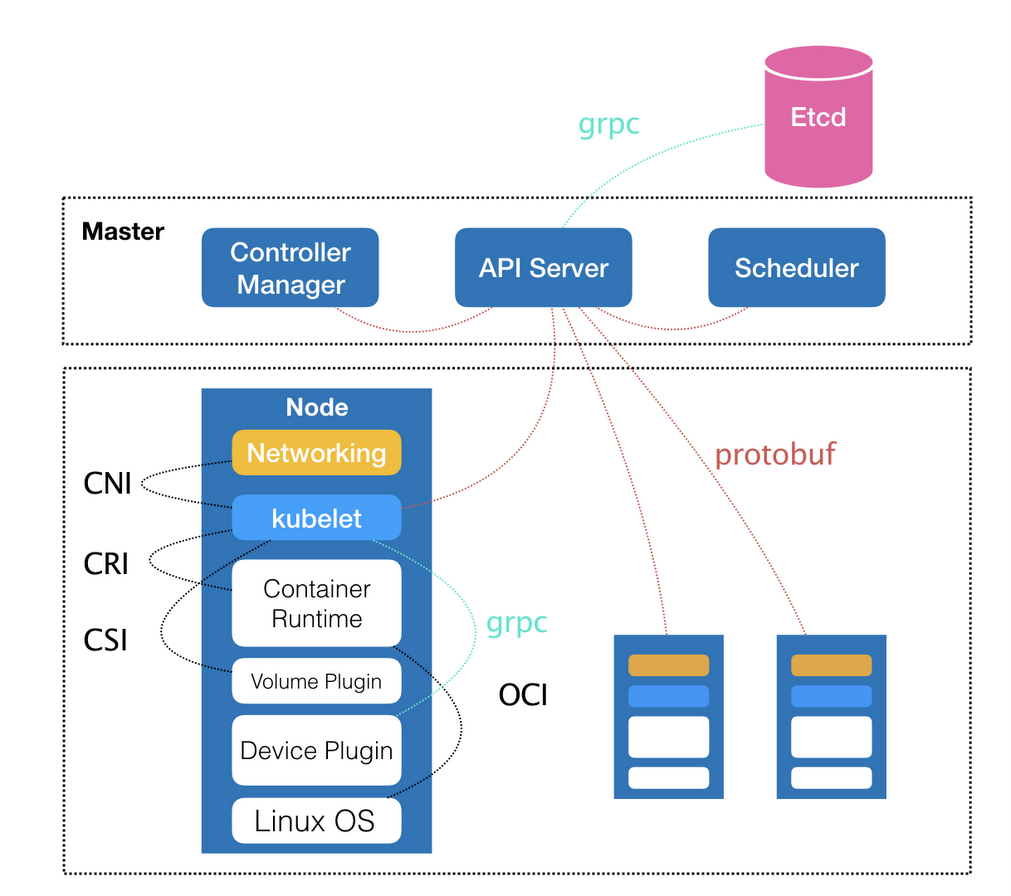 Etcd
grpc
Master
Controller
Manager
API Server
Scheduler
Node
Networking
CNI
kubelet
protobuf
CRI
Container
Runtime
CSI
grpc
Volume Plugin
OCI
Device Plugin
Linux OS